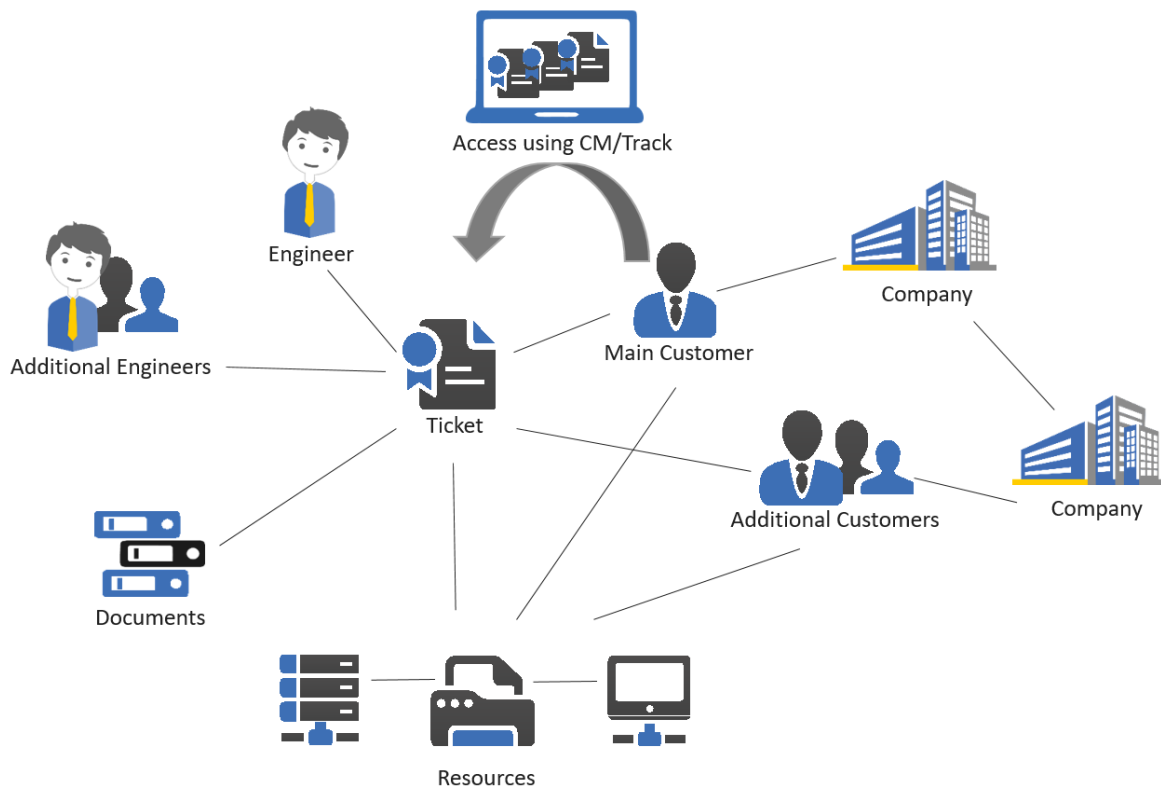 Access using CM/Track
Engineer
Company
Main Customer
Additional Engineers
Ticket
Additional Customers
Company
Documents
Resources